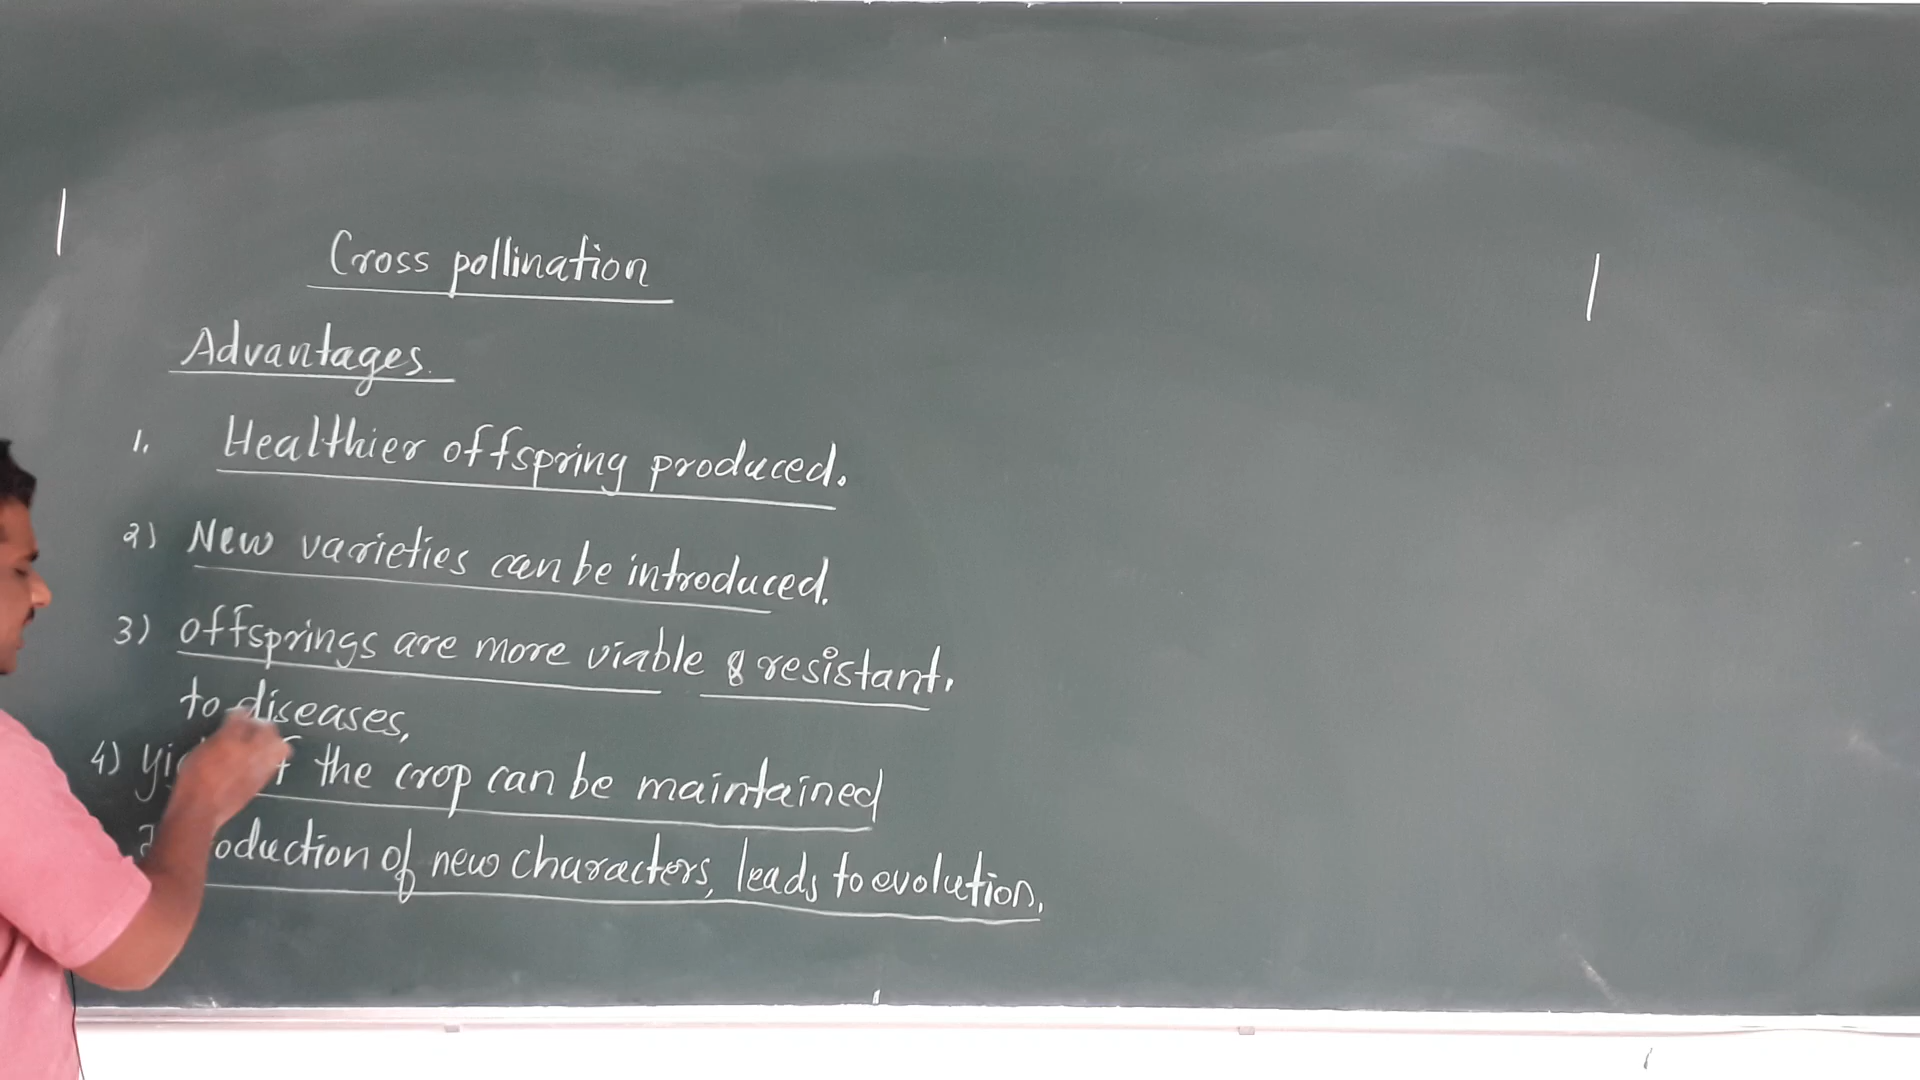 Cross pollination
Advantages.
1. Healthier offspring produced.
2) New varieties can be introduced.
3) offsprings are more viable & resistant.
to diseases,
4) the crop can be maintained
of new characters, leads to evolution.